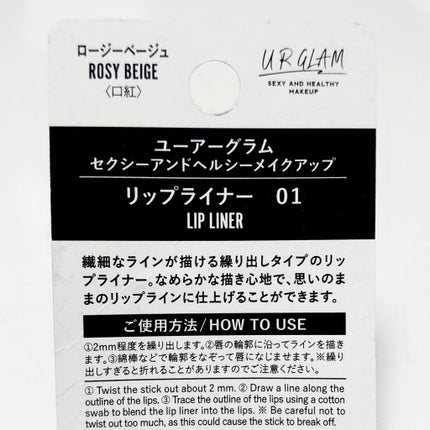 ロージーベージュ
ROSY BEIGE
〈口紅〉
URGLAM
SEXY AND HEALTHY
MAKEUP
ユーアーグラム
セクシーアンドヘルシーメイクアップ
リップライナー 01
LIP LINER
繊細なラインが描ける繰り出しタイプのリッ
プライナー。なめらかな描き心地で、思いのま
まのリップラインに仕上げることができます。
ご使用方法/HOW TO USE
①2mm程度を繰り出します。②唇の輪郭に沿ってラインを描き
ます。③綿棒などで輪郭をなぞって唇になじませます。※繰り
出しすぎると折れることがありますのでご注意ください。
① Twist the stick out about 2 mm. ② Draw a line along the
outline of the lips. ③ Trace the outline of the lips using a cotton
swab to blend the lip liner into the lips. ※ Be careful not to
twist out too much, as this could cause the stick to break off.